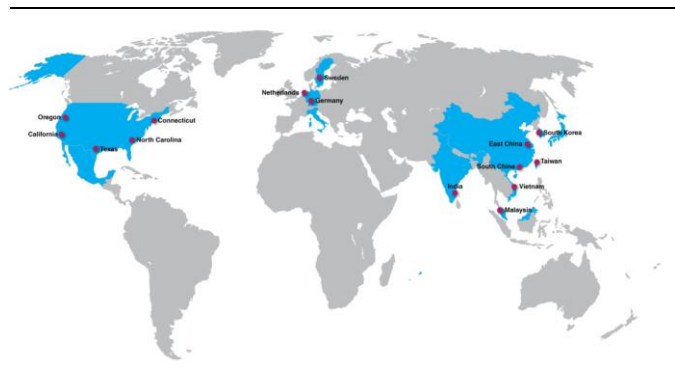 Sweden
Netherlands
Germany
Oregon
Connecticut
California
North Carolina
Texas
South Korea
East China
Taiwan
South China
India
Vietnam
Malaysia